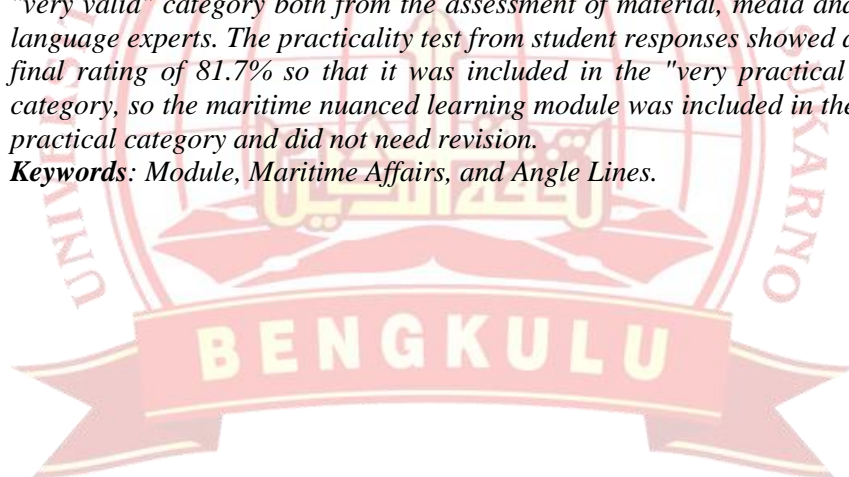 "very valid" category both from the assessment of material, media and
language experts. The practicality test from student responses showed a
final rating of 81.7% so that it was included in the "very practical
category, so the maritime nuanced learning module was included in the
practical category and did not need revision.
Keywords: Module, Maritime Affairs, and Angle Lines.
SUKARNO
BENGKULU